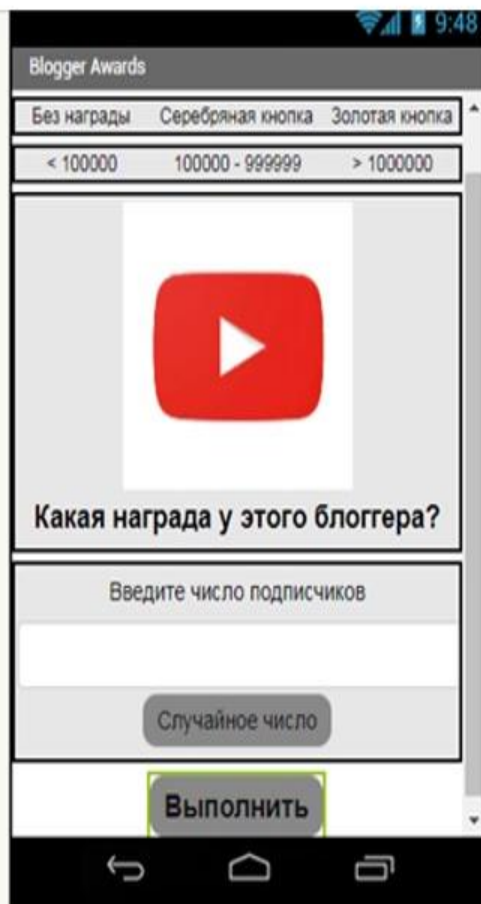 9:48
Blogger Awards
Без награды Серебряная кнопка Золотая кнопка
< 100000 100000 - 999999 > 1000000
Какая награда у этого блоггера?
Введите число подписчиков
Случайное число
Выполнить